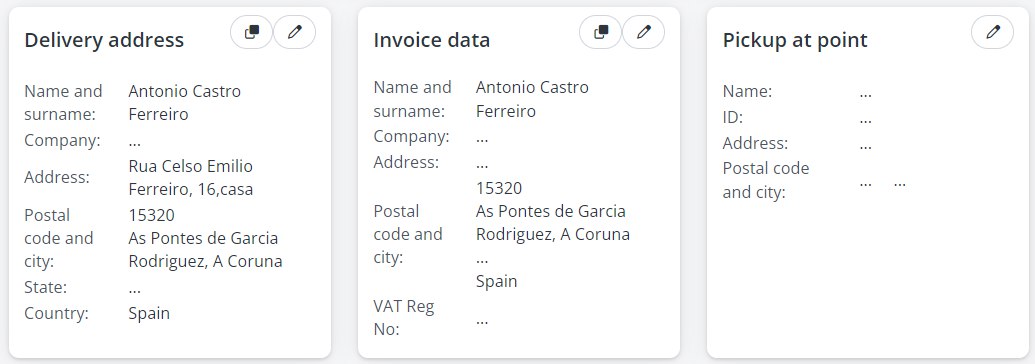 Delivery address
Name and surname: Antonio Castro Ferreiro
Company: ...
Address: Rua Celso Emilio Ferreiro, 16,casa
Postal code and city: 15320
As Pontes de Garcia Rodriguez, A Coruna
State: ...
Country: Spain
Invoice data
Name and surname: Antonio Castro Ferreiro
Company: ...
Address: ...
Postal code and city: 15320
As Pontes de Garcia Rodriguez, A Coruna
...
Spain
VAT Reg No: ...
Pickup at point
Name: ...
ID: ...
Address: ...
Postal code and city: ... ...